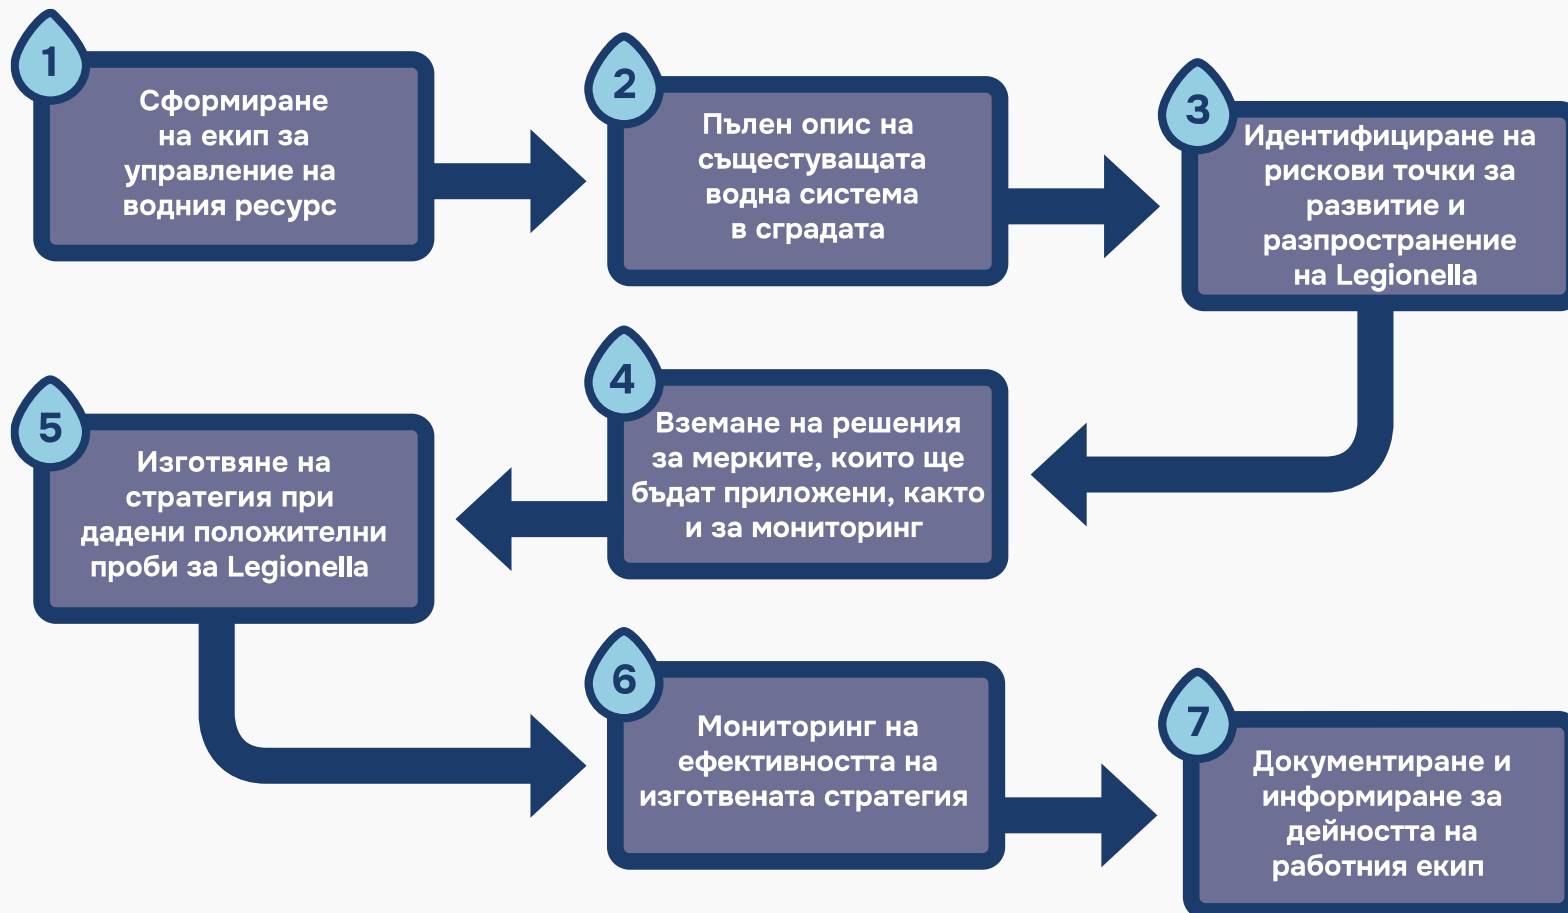 1
Сформиране
на екип за
управление на
водния ресурс
2
Пълен опис на
същестуващата
водна система
в сградата
3
Идентифициране на
рискови точки за
развитие и
разпространение
на Legionella
4
Вземане на решения
за мерките, които ще
бъдат приложени, както
и за мониторинг
5
Изготвяне на
стратегия при
дадени положителни
проби за Legionella
6
Мониторинг на
ефективността на
изготвената стратегия
7
Документиране и
информиране за
дейността на
работния екип